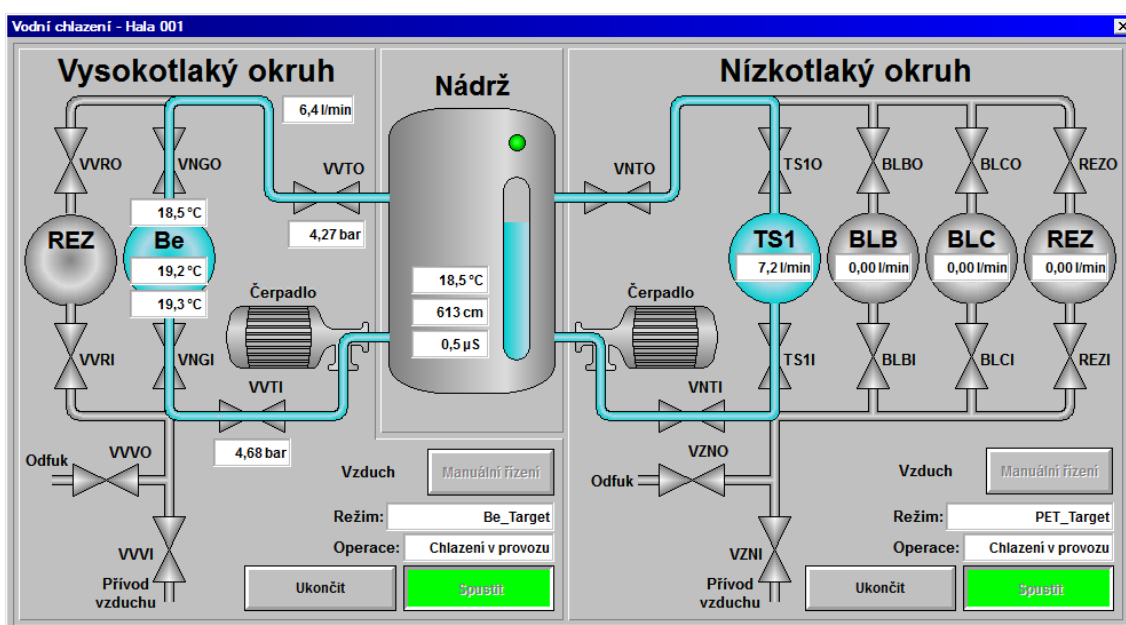 Vodní chlazení - Hala 001
Vysokotlaký okruh
6,4 l/min
VVRO
VNGO
VVTO
18,5 °C
REZ
Be
4,27 bar
19,2 °C
19,3 °C
Čerpadlo
VVRI
VNGI
VVTI
4,68 bar
VVVO
Odfuk
Vzduch
Manuální řízení
Režim:
Be_Target
Operace:
Chlazení v provozu
VVVI
Přívod
vzduchu
Ukončit
Spustit
Nádrž
18,5 °C
613 cm
0,5 µS
Nízkotlaký okruh
VNTO
TS1O
BLBO
BLCO
REZO
TS1
BLB
BLC
REZ
7,2 l/min
0,00 l/min
0,00 l/min
0,00 l/min
Čerpadlo
TS1I
BLBI
BLCI
REZI
VNTI
VZNO
Odfuk
Vzduch
Manuální řízení
Režim:
PET_Target
Operace:
Chlazení v provozu
VZNI
Přívod
vzduchu
Ukončit
Spustit